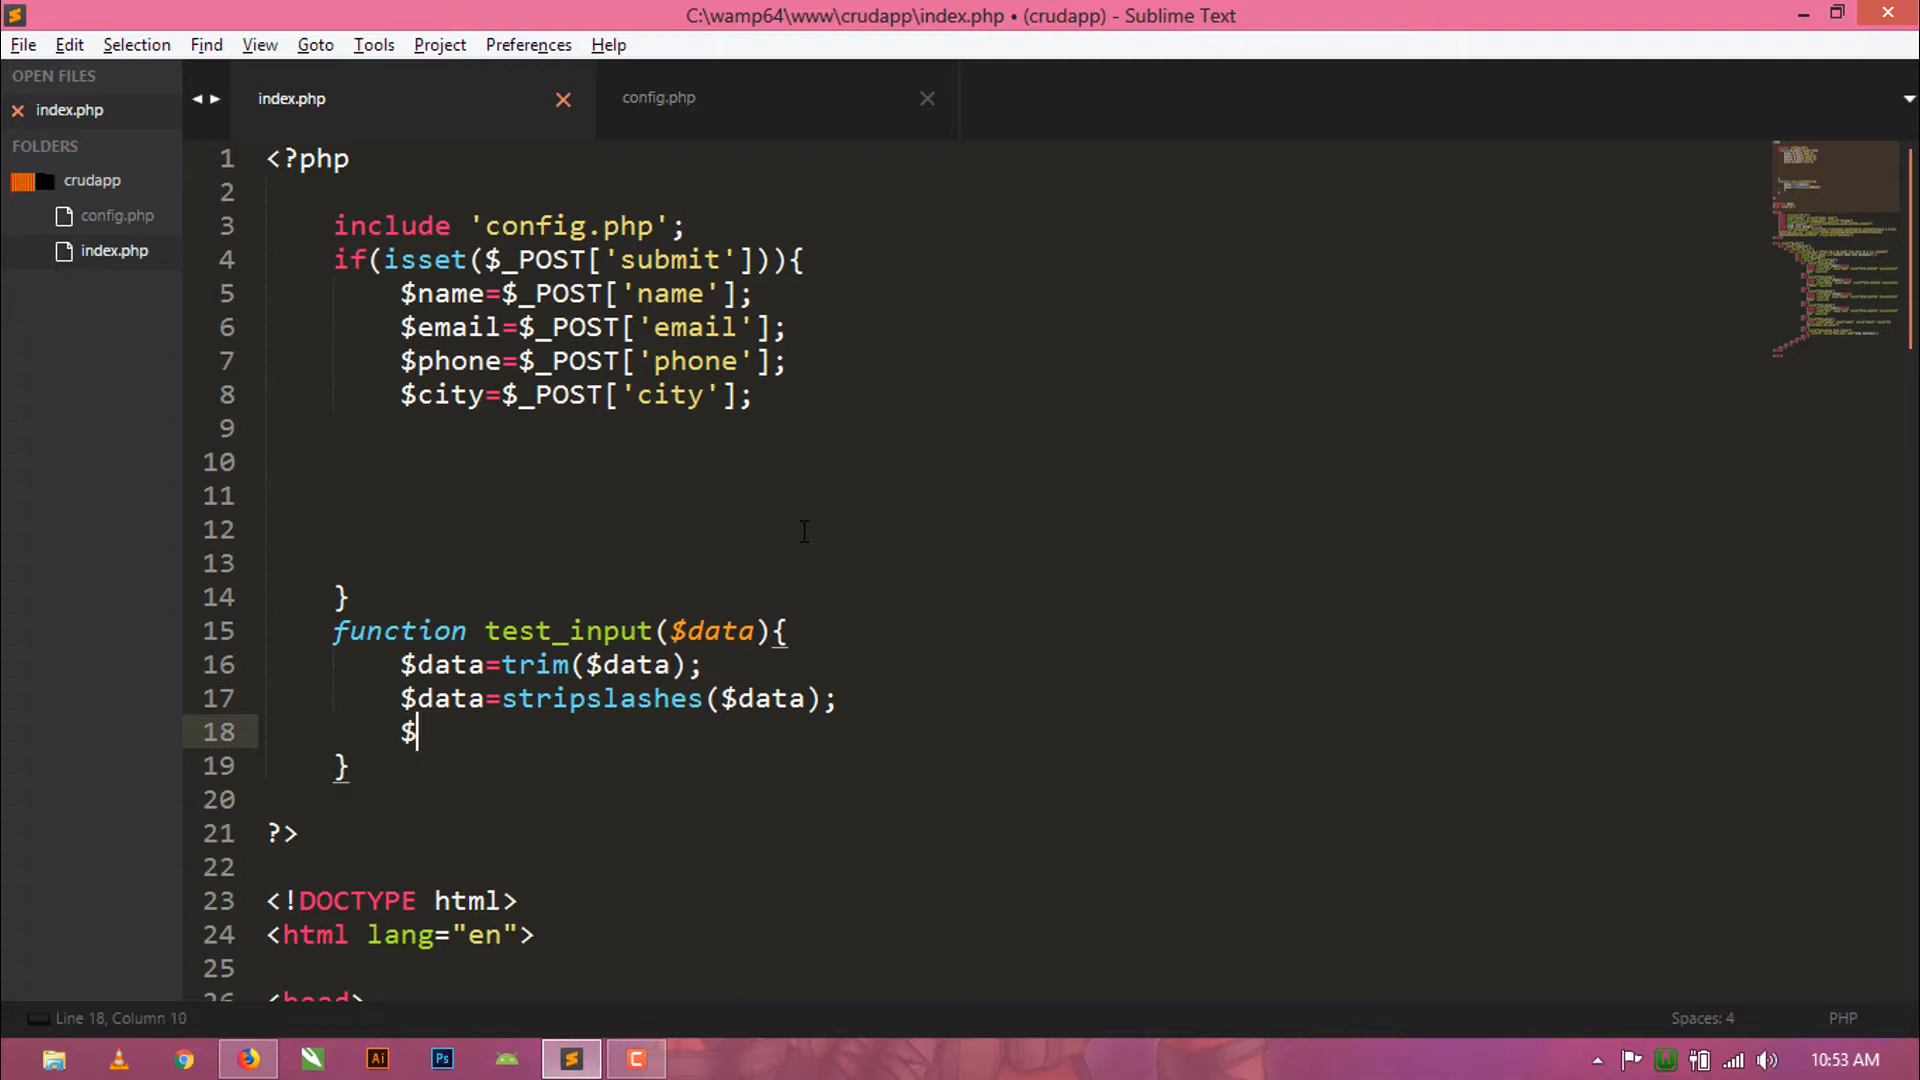 C:\wamp64\www\crudapp\index.php • (crudapp) - Sublime Text
File Edit Selection Find View Goto Tools Project Preferences Help
OPEN FILES
index.php
FOLDERS
crudapp
config.php
index.php
index.php config.php
1 <?php
2
3 include 'config.php';
4 if(isset($_POST['submit'])){
5 $name=$_POST['name'];
6 $email=$_POST['email'];
7 $phone=$_POST['phone'];
8 $city=$_POST['city'];
9
10
11
12
13
14 }
15 function test_input($data){
16 $data=trim($data);
17 $data=stripslashes($data);
18 $
19 }
20
21 ?>
22
23 <!DOCTYPE html>
24 <html lang="en">
25
26 <head>
Line 18, Column 10 Spaces: 4 PHP
Ai Ps C 10:53 AM